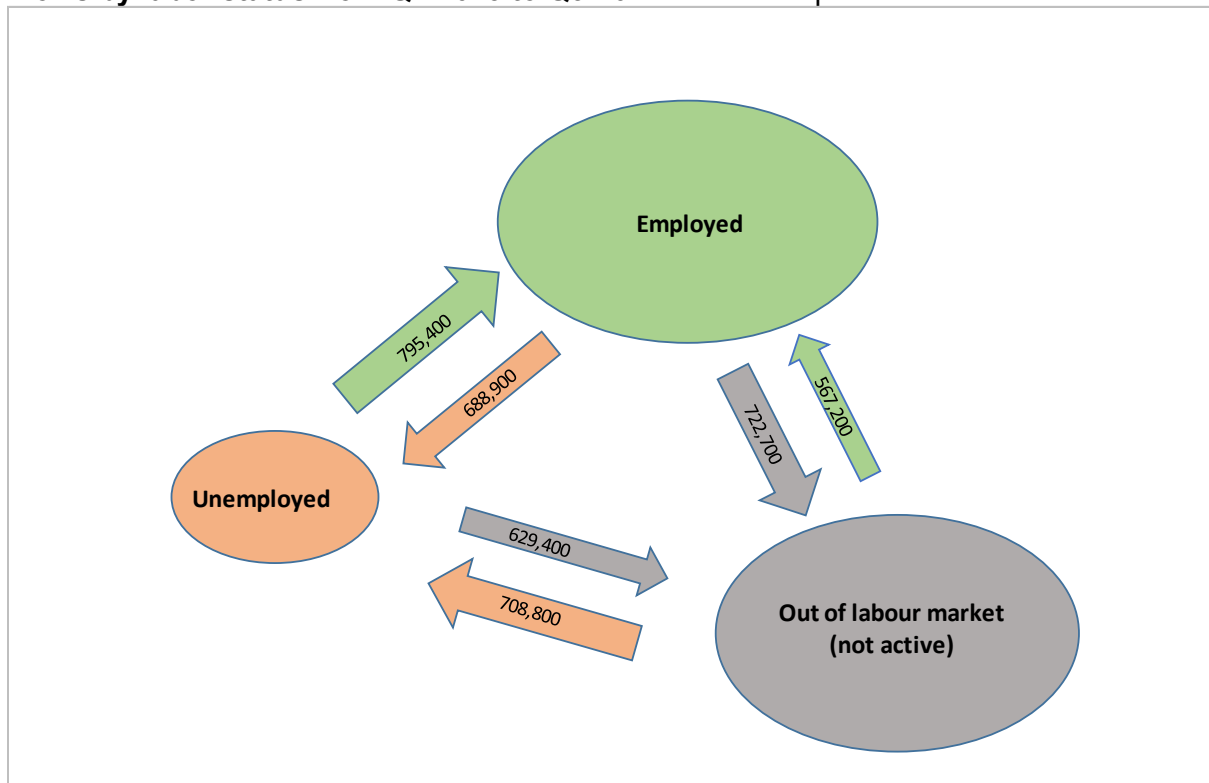 Employed
795,400
688,900
722,700
567,200
Unemployed
629,400
708,800
Out of labour market
(not active)